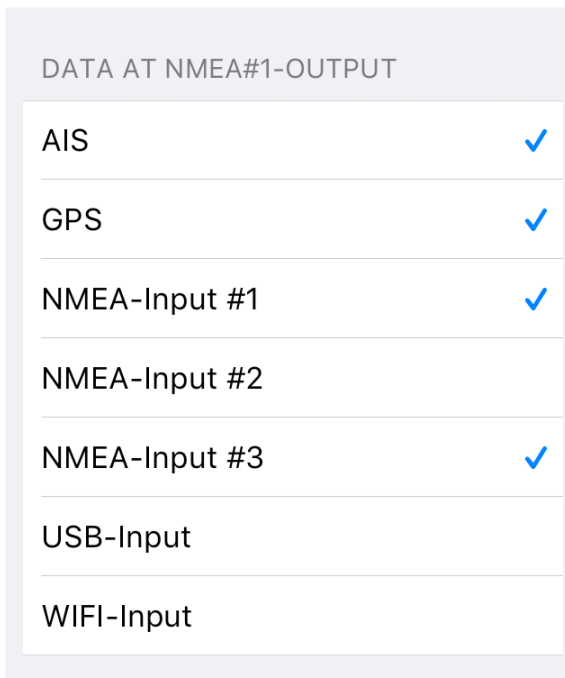 DATA AT NMEA#1-OUTPUT
AIS
GPS
NMEA-Input #1
NMEA-Input #2
NMEA-Input #3
USB-Input
WIFI-Input